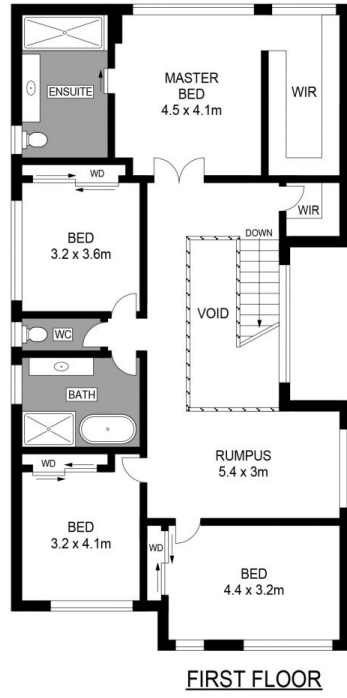 MASTER
BED
4.5 x 4.1m
WIR
ENSUITE
WD
BED
3.2 x 3.6m
WIR
DOWN
VOID
WC
BATH
RUMPUS
5.4 x 3m
WD
BED
3.2 x 4.1m
WD
BED
4.4 x 3.2m
FIRST FLOOR